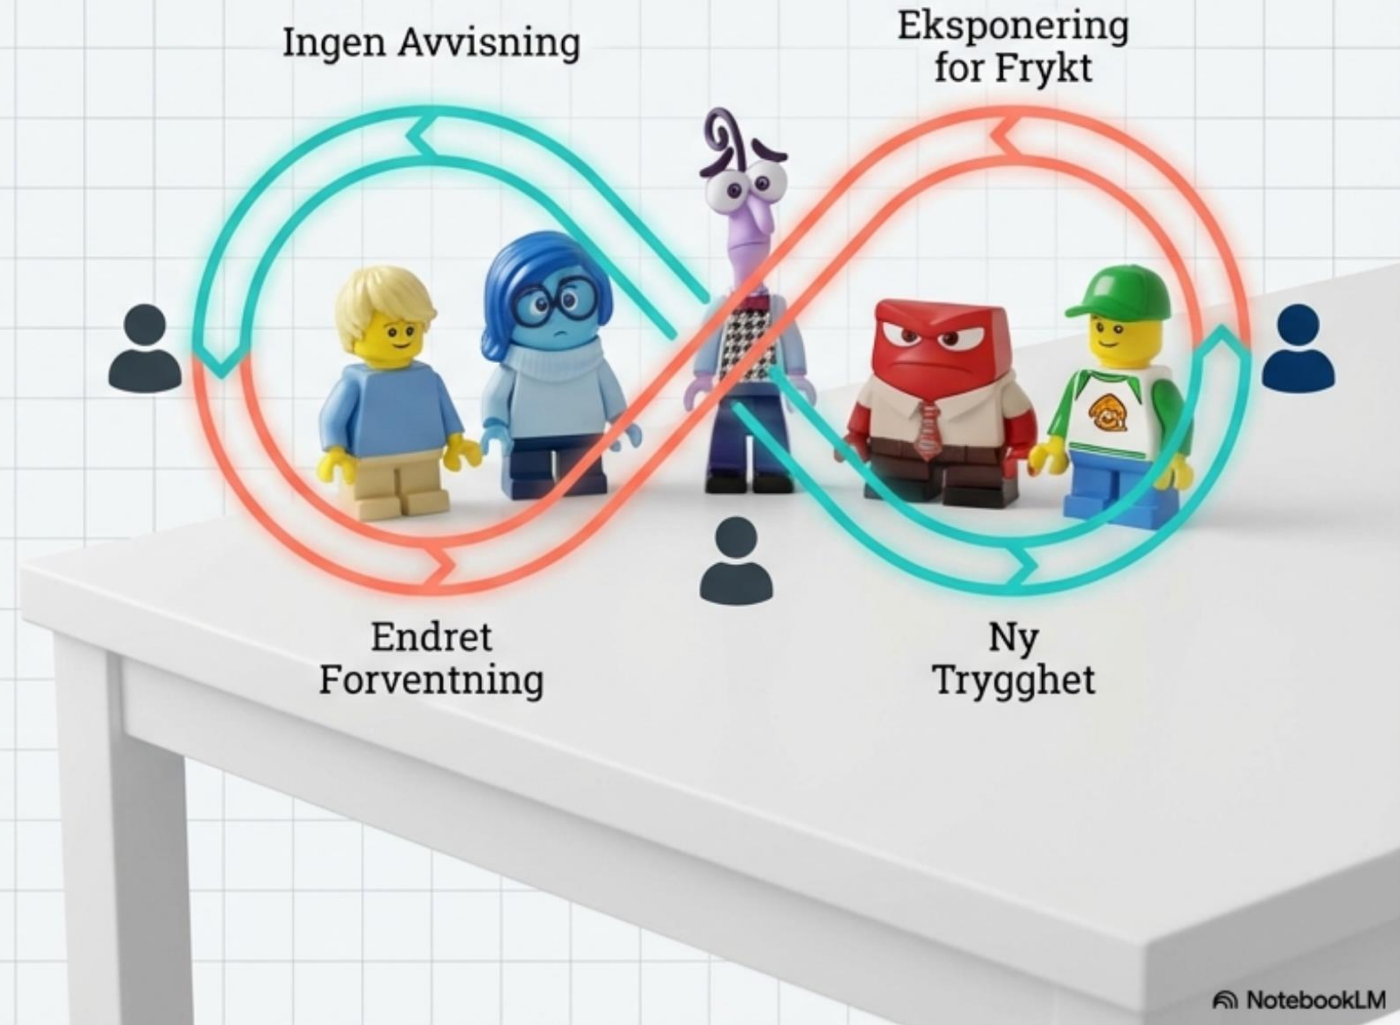 Ingen Avvisning
Eksponering
for Frykt
Endret
Forventning
Ny
Trygghet
NotebookLM